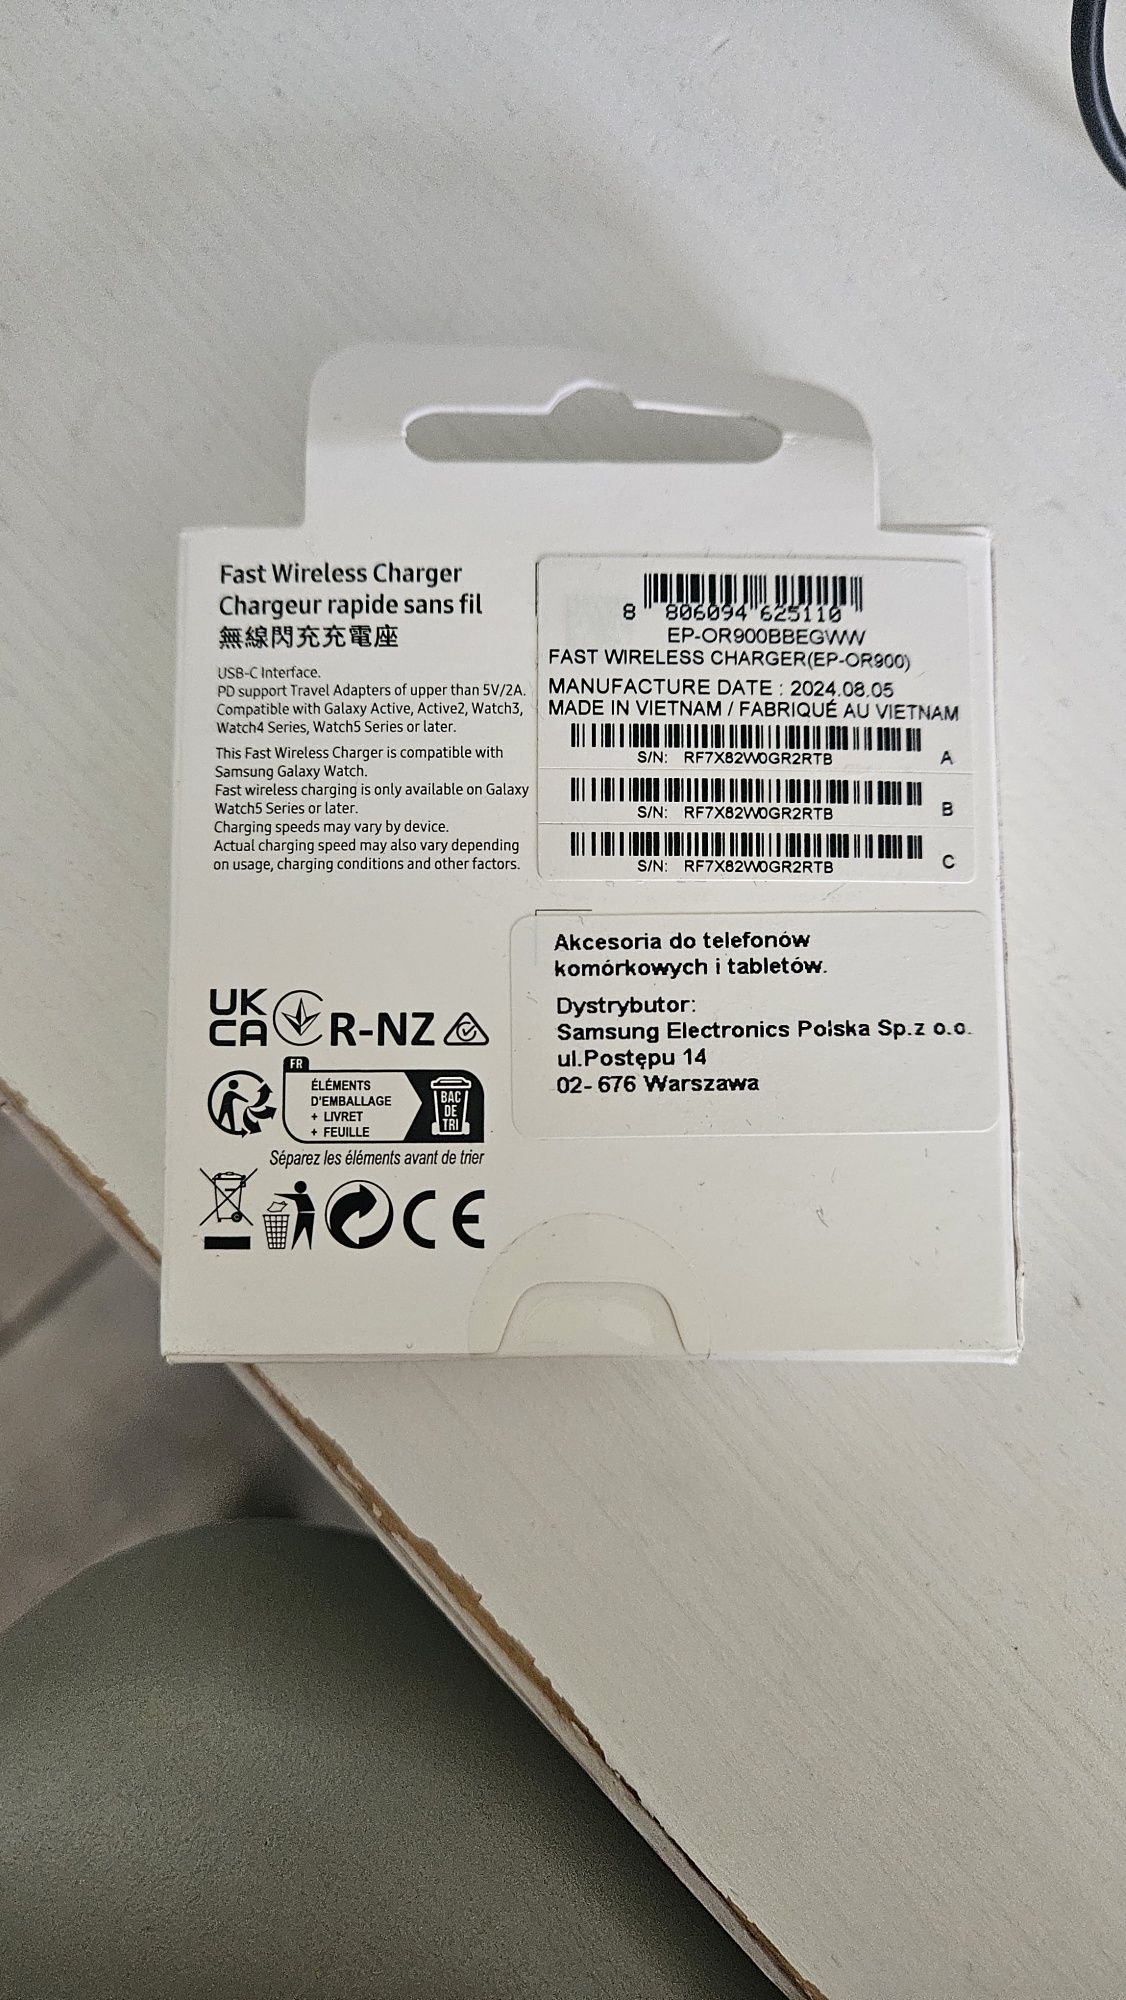 Fast Wireless Charger
Chargeur rapide sans fil
無線閃充充電座
USB-C Interface.
PD support Travel Adapters of upper than 5V/2A.
Compatible with Galaxy Active, Active2, Watch3,
Watch4 Series, Watch5 Series or later.
This Fast Wireless Charger is compatible with
Samsung Galaxy Watch.
Fast wireless charging is only available on Galaxy
Watch5 Series or later.
Charging speeds may vary by device.
Actual charging speed may also vary depending
on usage, charging conditions and other factors.
8 806094 625110
EP-OR900BBEGWW
FAST WIRELESS CHARGER(EP-OR900)
MANUFACTURE DATE : 2024.08.05
MADE IN VIETNAM / FABRIQUÉ AU VIETNAM
S/N: RF7X82W0GR2RTB A
S/N: RF7X82W0GR2RTB B
S/N: RF7X82W0GR2RTB C
Akcesoria do telefonów
komórkowych i tabletów.
Dystrybutor:
Samsung Electronics Polska Sp.z o.o.
ul.Postępu 14
02- 676 Warszawa
UK
CA
R-NZ
FR
ÉLÉMENTS
D'EMBALLAGE
+ LIVRET
+ FEUILLE
BAC
DE
TRI
Séparez les éléments avant de trier
CE